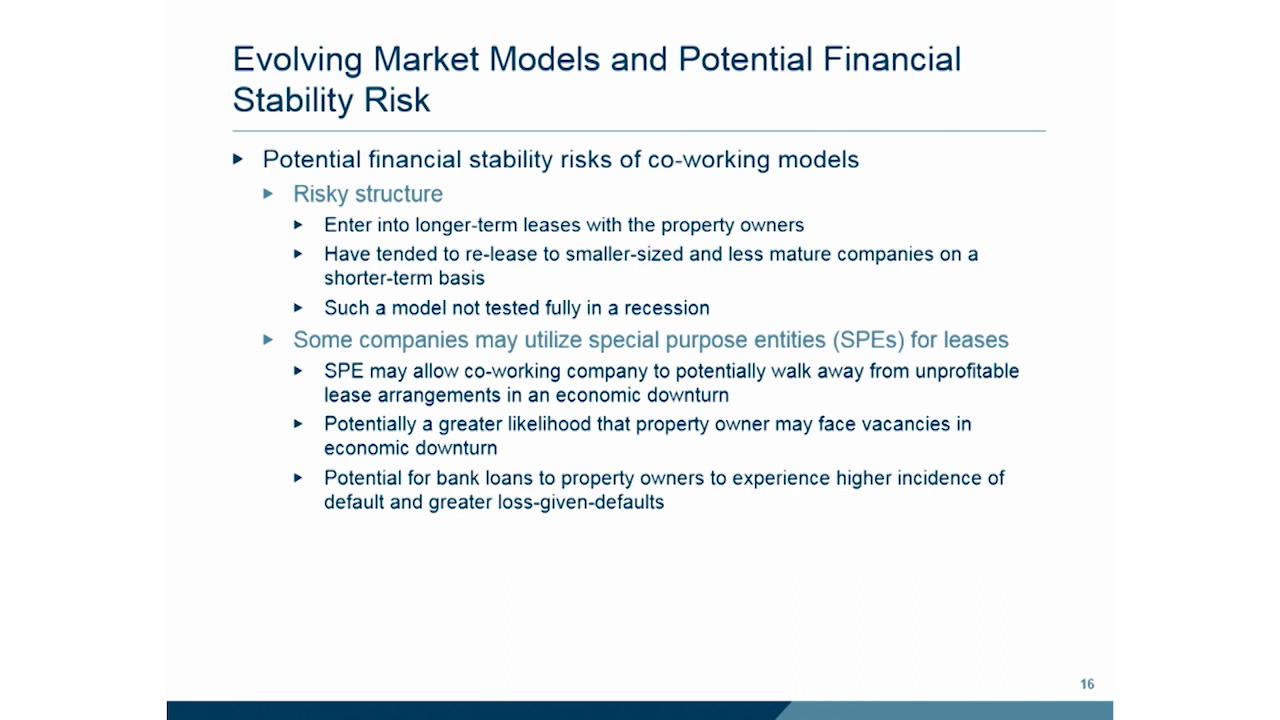 Evolving Market Models and Potential Financial
Stability Risk
Potential financial stability risks of co-working models
Risky structure
Enter into longer-term leases with the property owners
Have tended to re-lease to smaller-sized and less mature companies on a
shorter-term basis
Such a model not tested fully in a recession
Some companies may utilize special purpose entities (SPEs) for leases
SPE may allow co-working company to potentially walk away from unprofitable
lease arrangements in an economic downturn
Potentially a greater likelihood that property owner may face vacancies in
economic downturn
Potential for bank loans to property owners to experience higher incidence of
default and greater loss-given-defaults
16